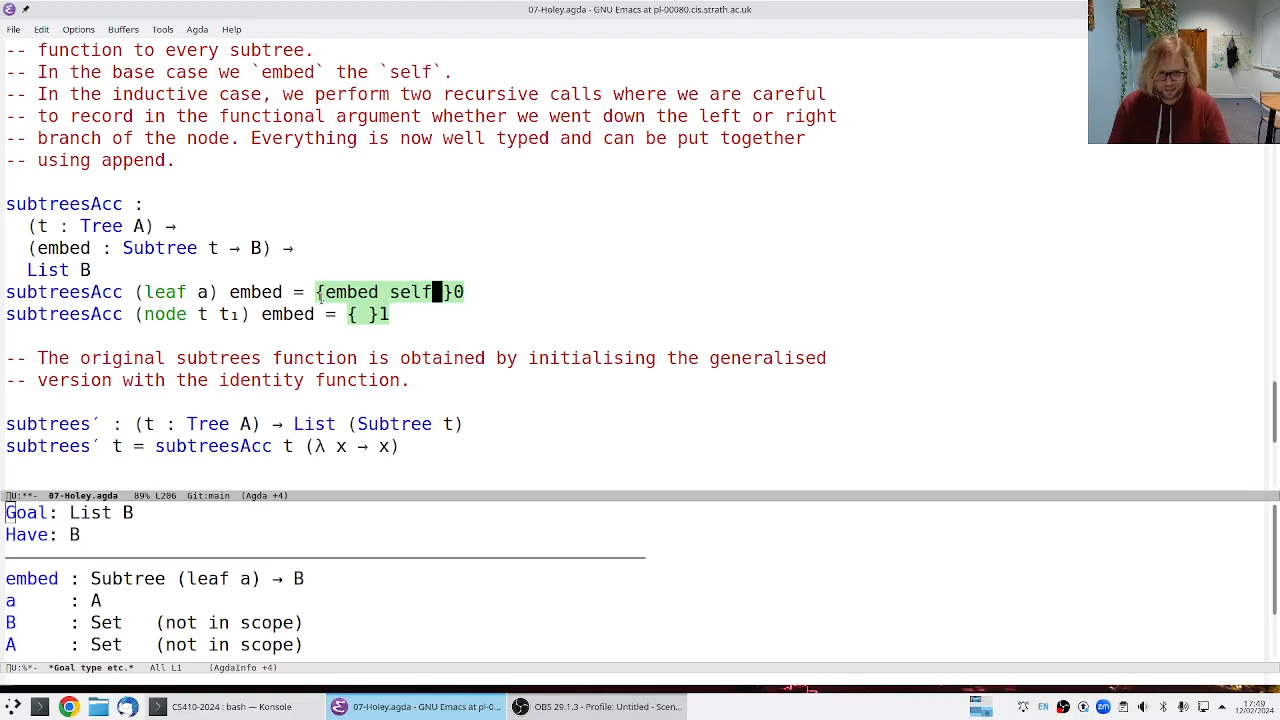 07-Holey.agda - GNU Emacs at pl-00080.cis.strath.ac.uk
File Edit Options Buffers Tools Agda Help
-- function to every subtree.
-- In the base case we `embed` the `self`.
-- In the inductive case, we perform two recursive calls where we are careful
-- to record in the functional argument whether we went down the left or right
-- branch of the node. Everything is now well typed and can be put together
-- using append.
subtreesAcc :
(t : Tree A) →
(embed : Subtree t → B) →
List B
subtreesAcc (leaf a) embed = {embed self }0
subtreesAcc (node t t₁) embed = { }1
-- The original subtrees function is obtained by initialising the generalised
-- version with the identity function.
subtrees′ : (t : Tree A) → List (Subtree t)
subtrees′ t = subtreesAcc t (λ x → x)
U:**- 07-Holey.agda 89% L206 Git:main (Agda +4)
Goal: List B
Have: B
embed : Subtree (leaf a) → B
a : A
B : Set (not in scope)
A : Set (not in scope)
U:%*- *Goal type etc.* All L1 (AgdaInfo +4)
CS410-2024 : bash — Kons
07-Holey.agda - GNU Emacs at pl-0...
OBS 29.1.3 - Profile: Untitled - Scen...
EN
zm
17:49
12/02/2024